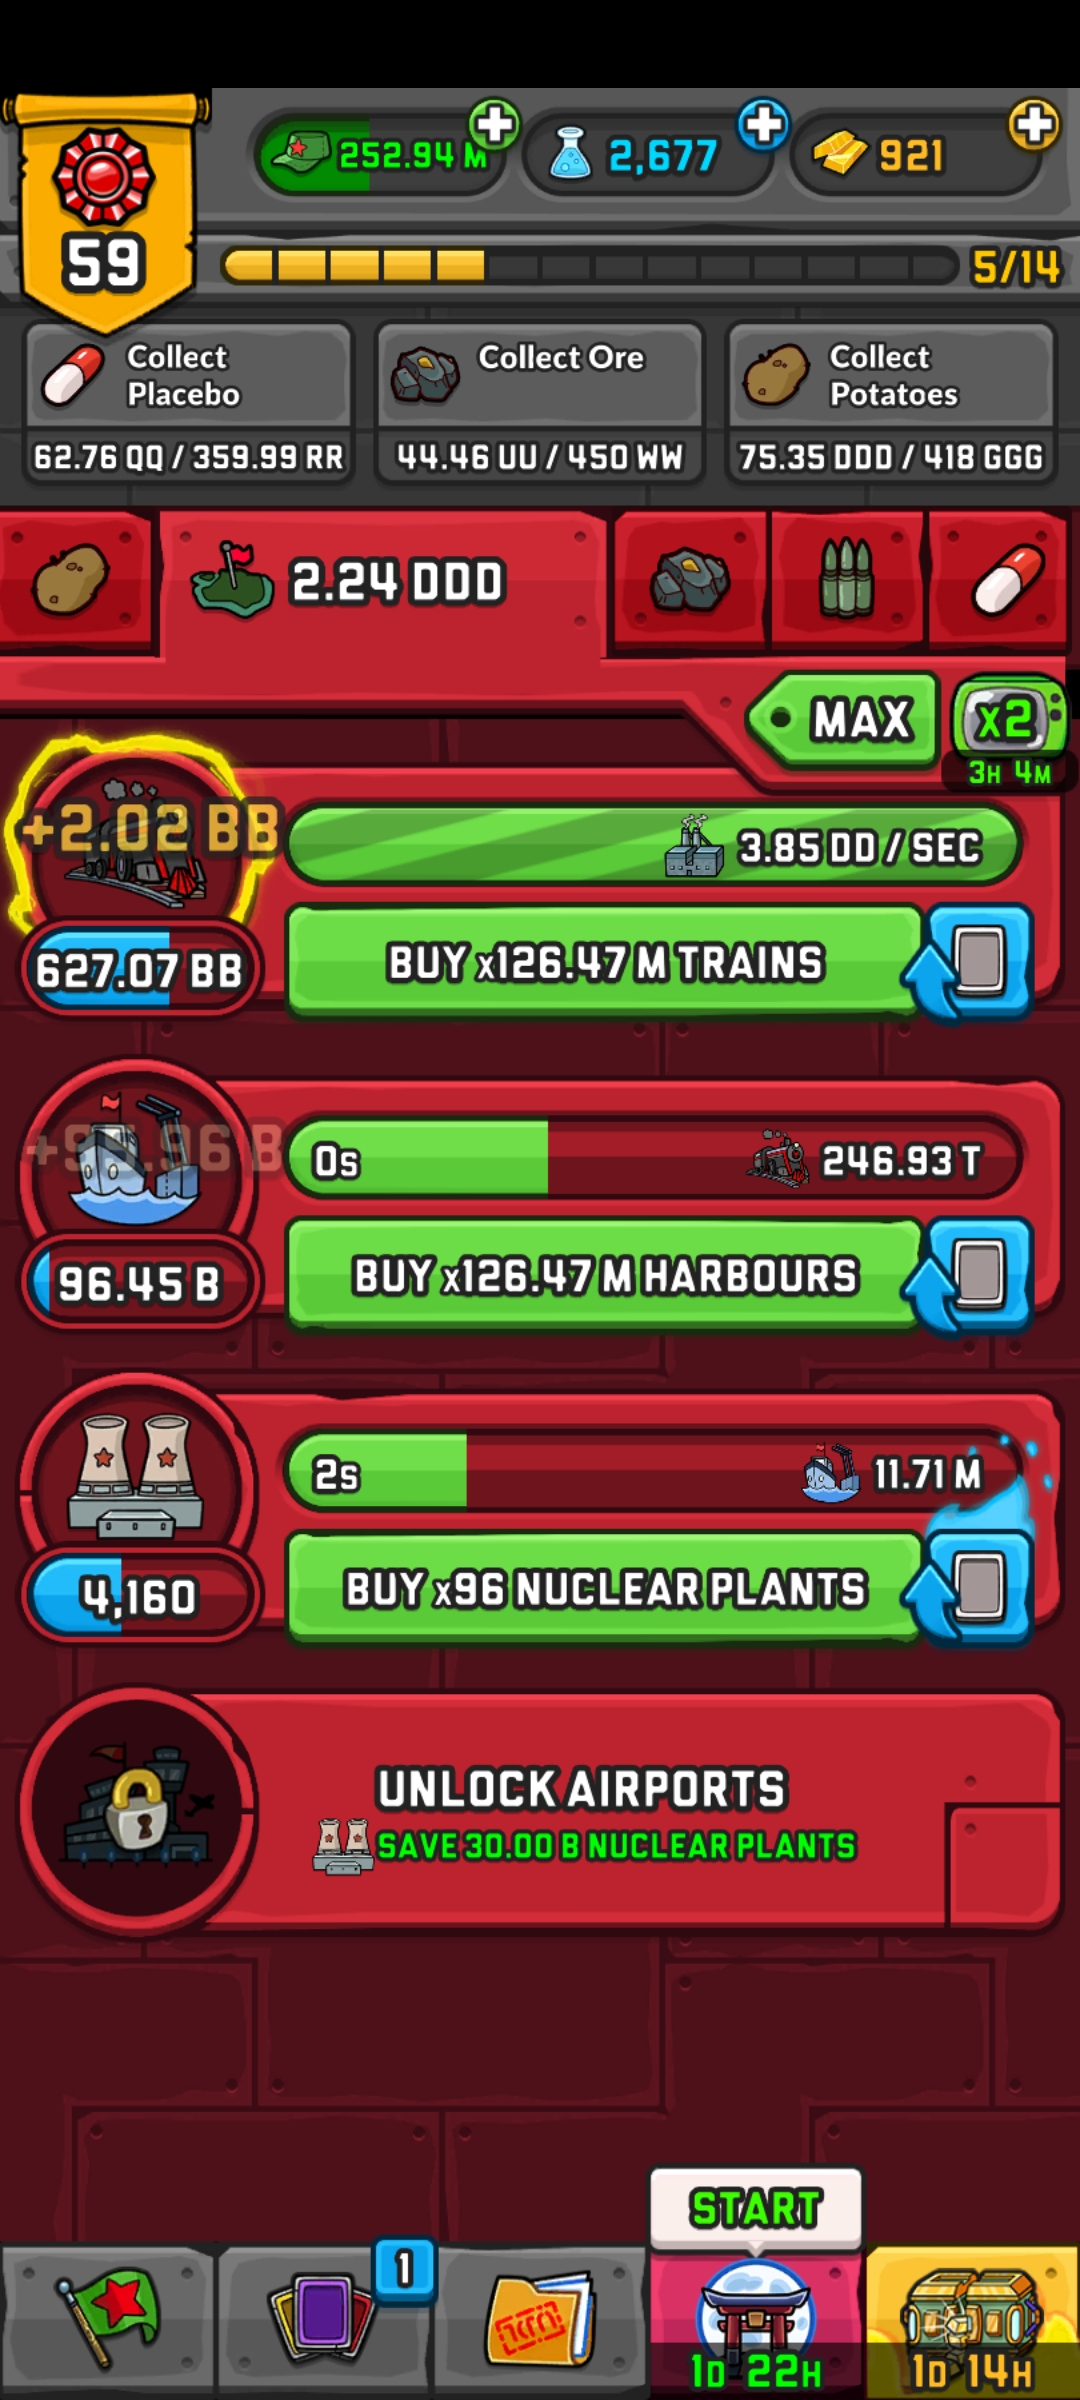 252.94 M
2,677
921
59
5/14
Collect
Placebo
62.76 QQ / 359.99 RR
Collect Ore
44.46 UU / 450 WW
Collect
Potatoes
75.35 DDD / 418 GGG
2.24 DDD
MAX
x2
3H 4M
+2.02 BB
3.85 DD / SEC
627.07 BB
BUY x126.47 M TRAINS
0s
246.93 T
96.45 B
BUY x126.47 M HARBOURS
2s
11.71 M
4,160
BUY x96 NUCLEAR PLANTS
UNLOCK AIRPORTS
SAVE 30.00 B NUCLEAR PLANTS
START
1
1D 22H
1D 14H